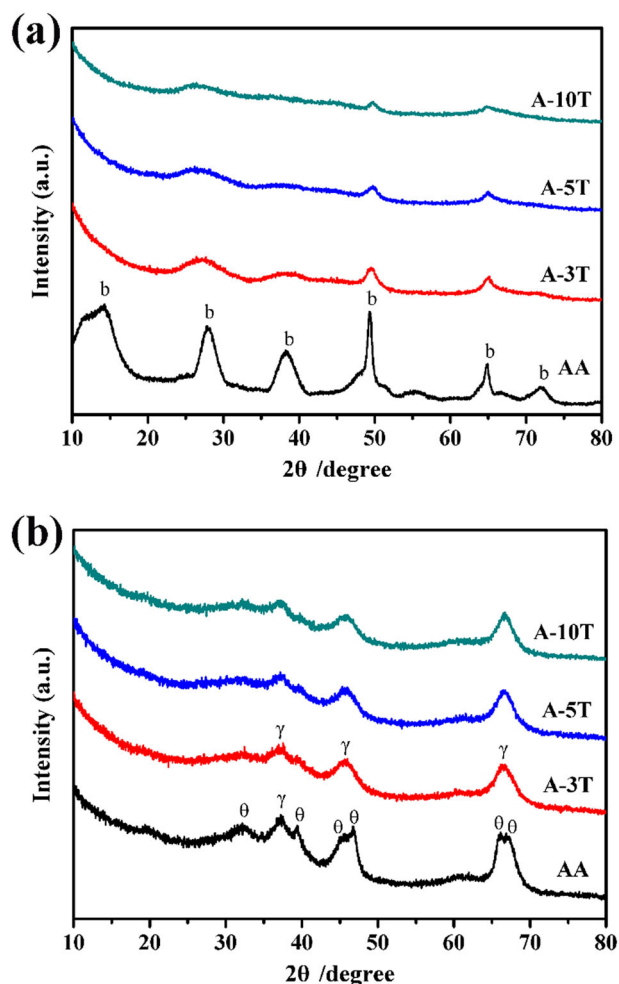 (a)
A-10T
A-5T
A-3T
b b b b b b
AA
Intensity (a.u.)
10 20 30 40 50 60 70 80
2θ /degree
(b)
A-10T
A-5T
γ γ γ
A-3T
θ γ θ θ θ θ θ
AA
Intensity (a.u.)
10 20 30 40 50 60 70 80
2θ /degree